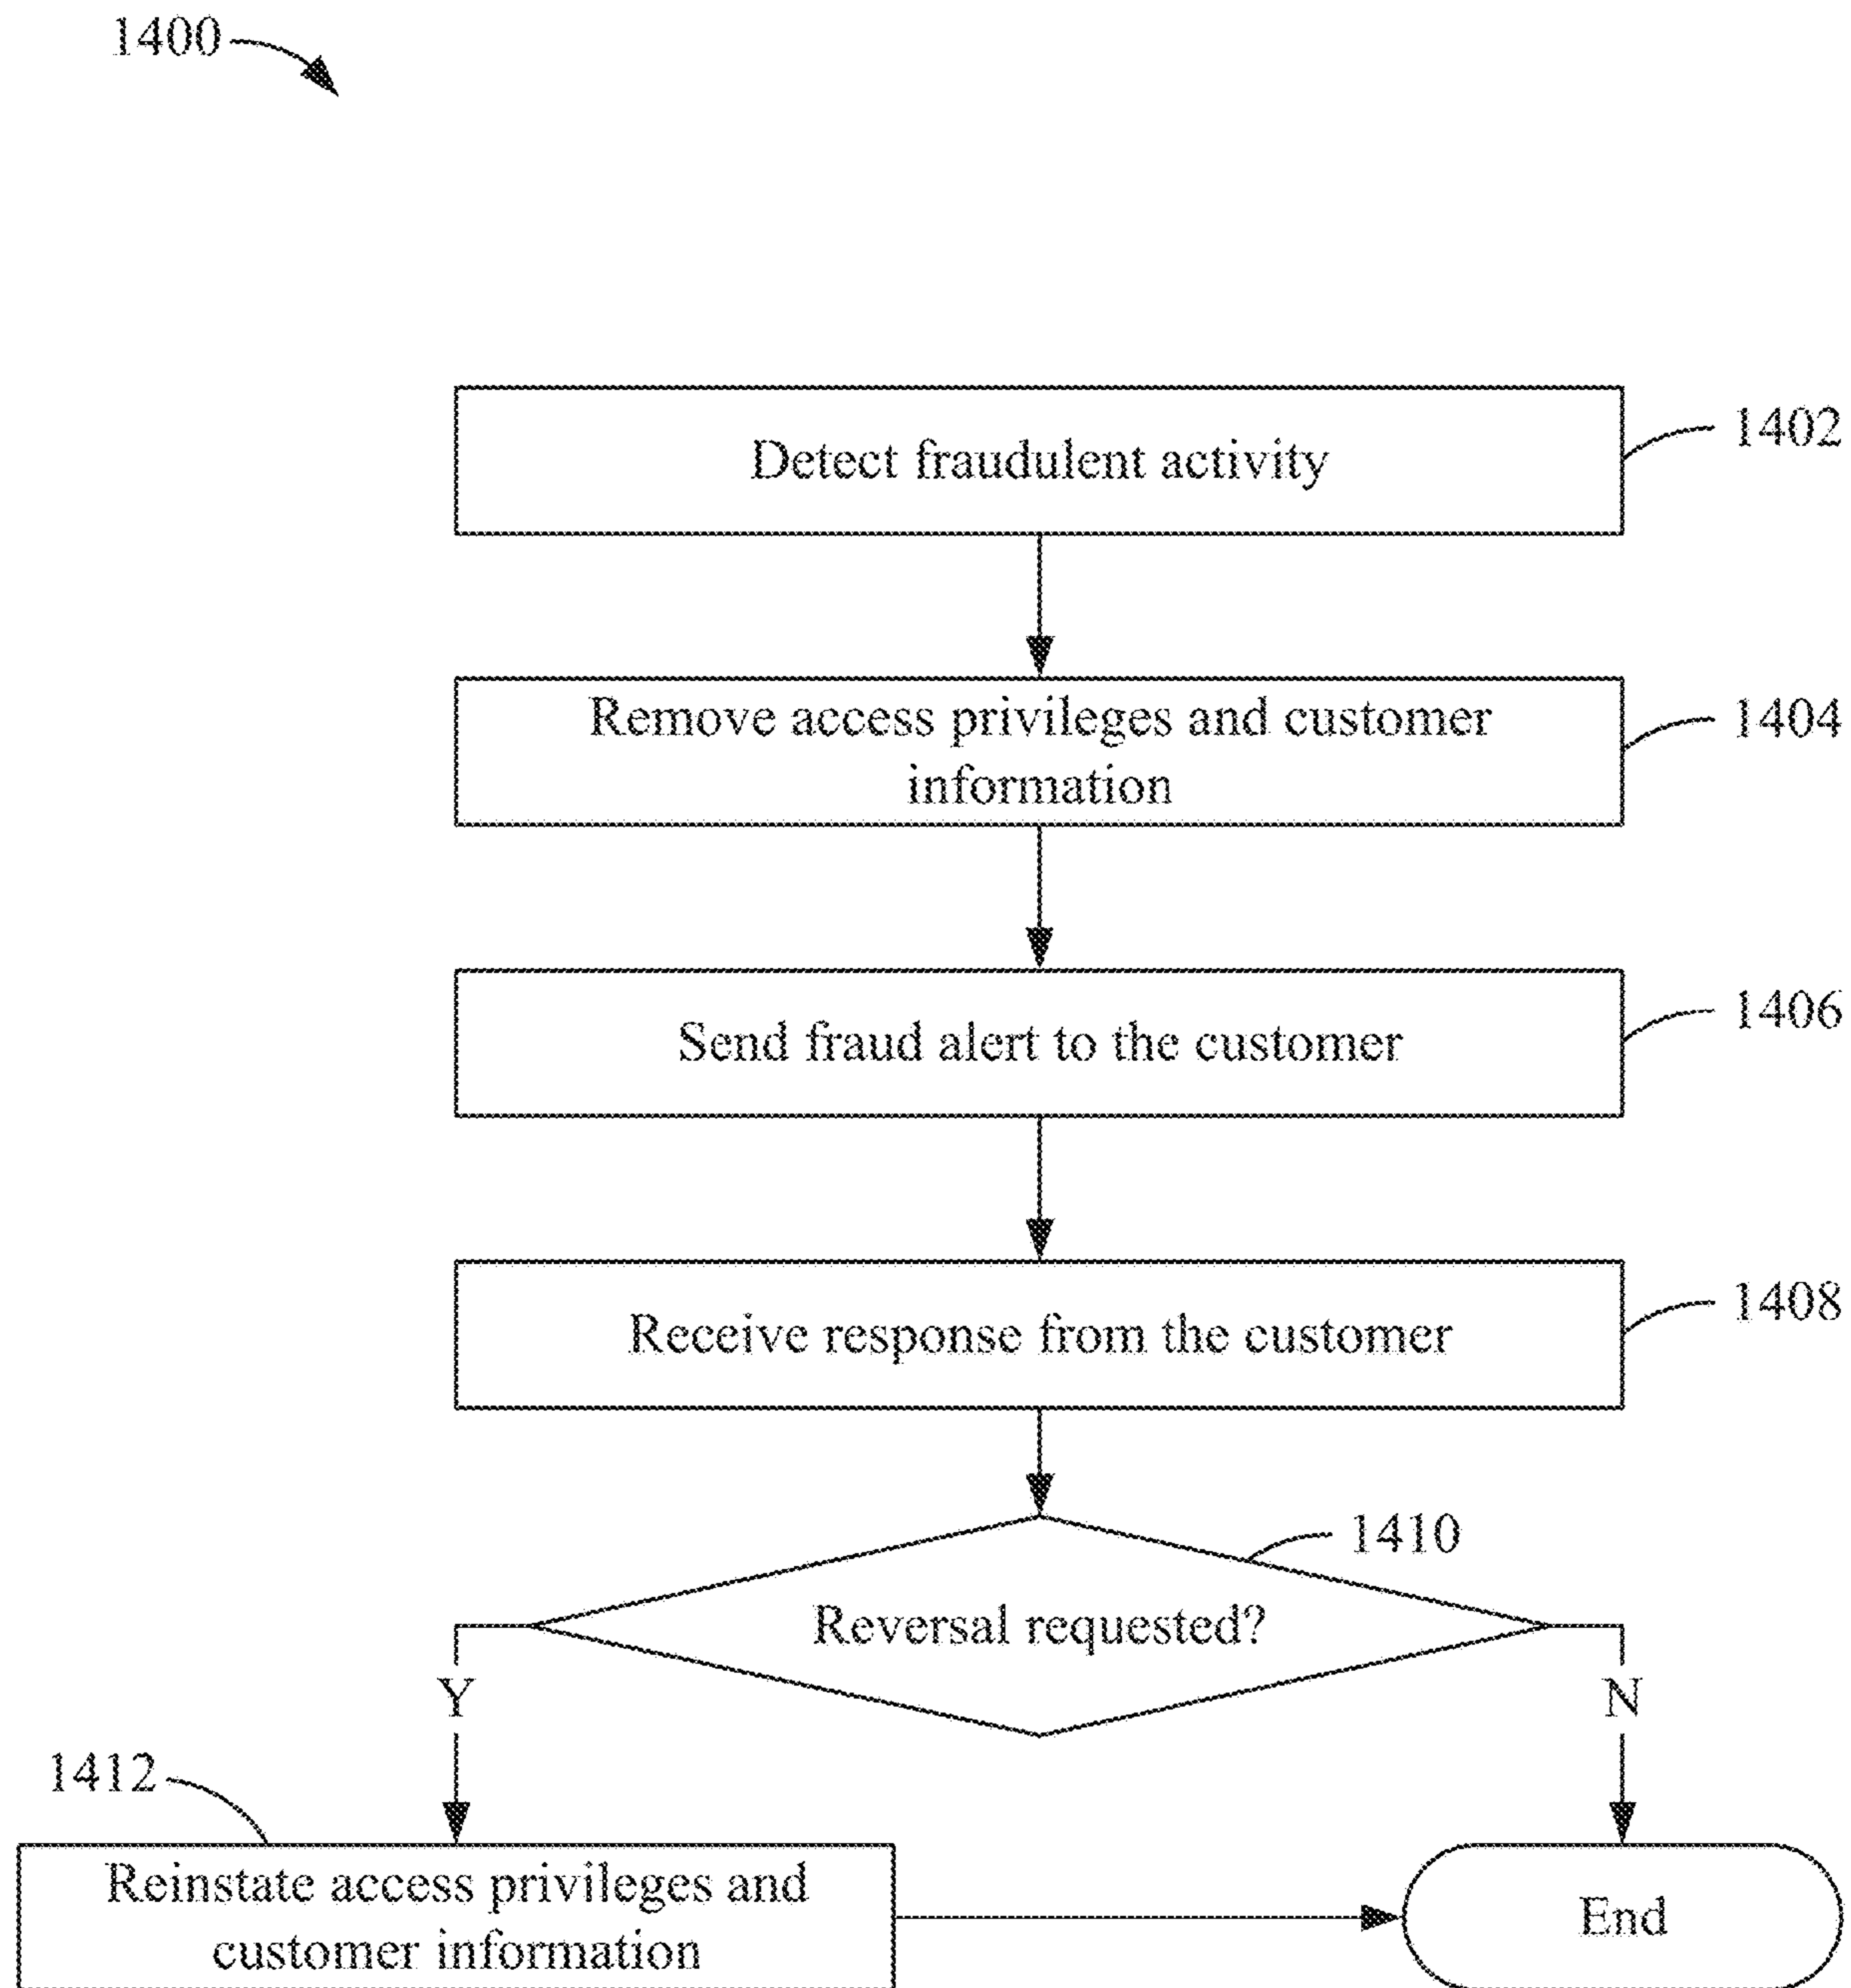 1400
Detect fraudulent activity
1402
Remove access privileges and customer
information
1404
Send fraud alert to the customer
1406
Receive response from the customer
1408
1410
Reversal requested?
Y
N
1412
Reinstate access privileges and
customer information
End